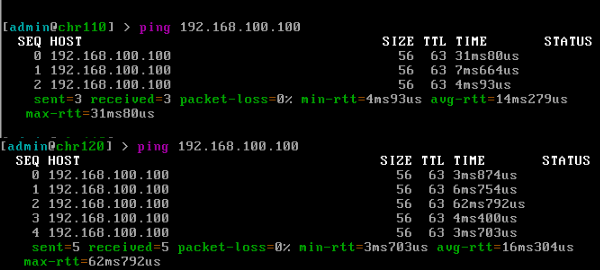 [admin@chr110] > ping 192.168.100.100
SEQ HOST SIZE TTL TIME STATUS
0 192.168.100.100 56 63 31ms80us
1 192.168.100.100 56 63 7ms664us
2 192.168.100.100 56 63 4ms93us
sent=3 received=3 packet-loss=0% min-rtt=4ms93us avg-rtt=14ms279us
max-rtt=31ms80us
[admin@chr120] > ping 192.168.100.100
SEQ HOST SIZE TTL TIME STATUS
0 192.168.100.100 56 63 3ms874us
1 192.168.100.100 56 63 6ms754us
2 192.168.100.100 56 63 62ms792us
3 192.168.100.100 56 63 4ms400us
4 192.168.100.100 56 63 3ms703us
sent=5 received=5 packet-loss=0% min-rtt=3ms703us avg-rtt=16ms304us
max-rtt=62ms792us